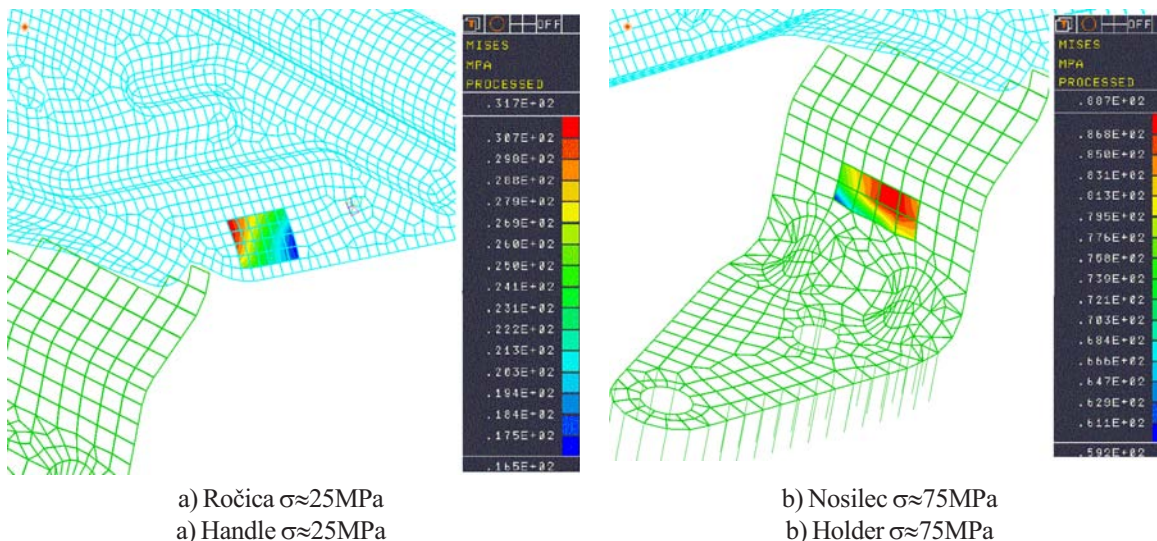 OFF
MISES
MPA
PROCESSED
.317E+02
.307E+02
.298E+02
.288E+02
.279E+02
.269E+02
.260E+02
.250E+02
.241E+02
.231E+02
.222E+02
.213E+02
.203E+02
.194E+02
.184E+02
.175E+02
.165E+02
OFF
MISES
MPA
PROCESSED
.887E+02
.868E+02
.850E+02
.831E+02
.813E+02
.795E+02
.776E+02
.758E+02
.739E+02
.721E+02
.703E+02
.684E+02
.666E+02
.647E+02
.629E+02
.611E+02
.592E+02
a) Ročica σ≈25MPa
a) Handle σ≈25MPa
b) Nosilec σ≈75MPa
b) Holder σ≈75MPa